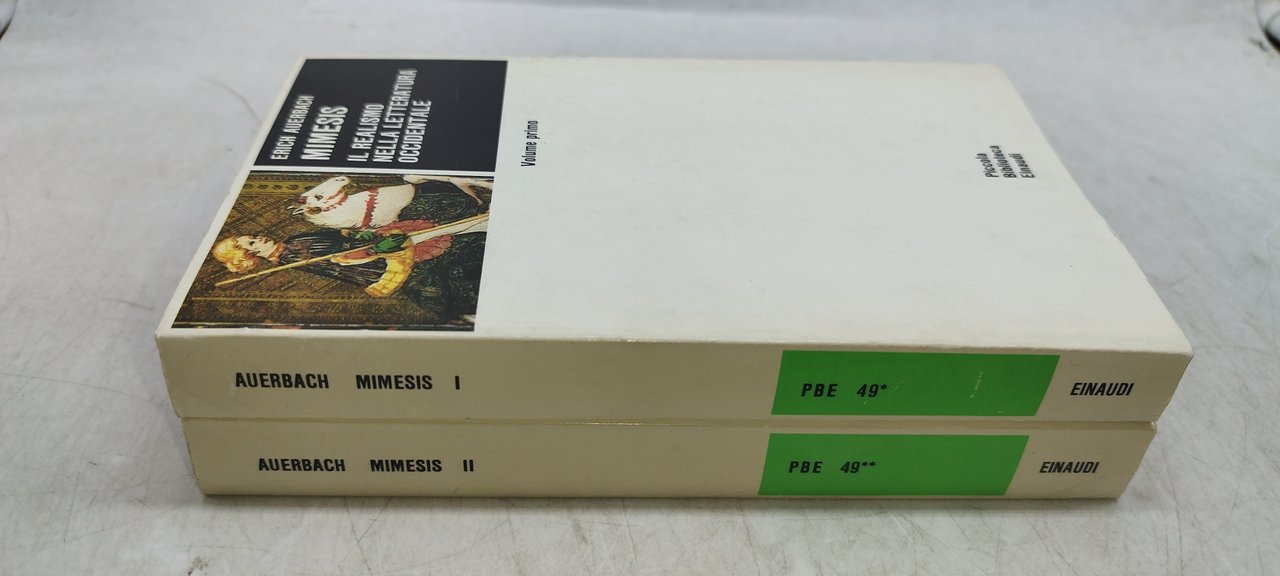 ERICH AUERBACH
MIMESIS
IL REALISMO
NELLA LETTERATURA
OCCIDENTALE
Volume primo
Piccola
Biblioteca
Einaudi
AUERBACH MIMESIS I PBE 49* EINAUDI
AUERBACH MIMESIS II PBE 49** EINAUDI